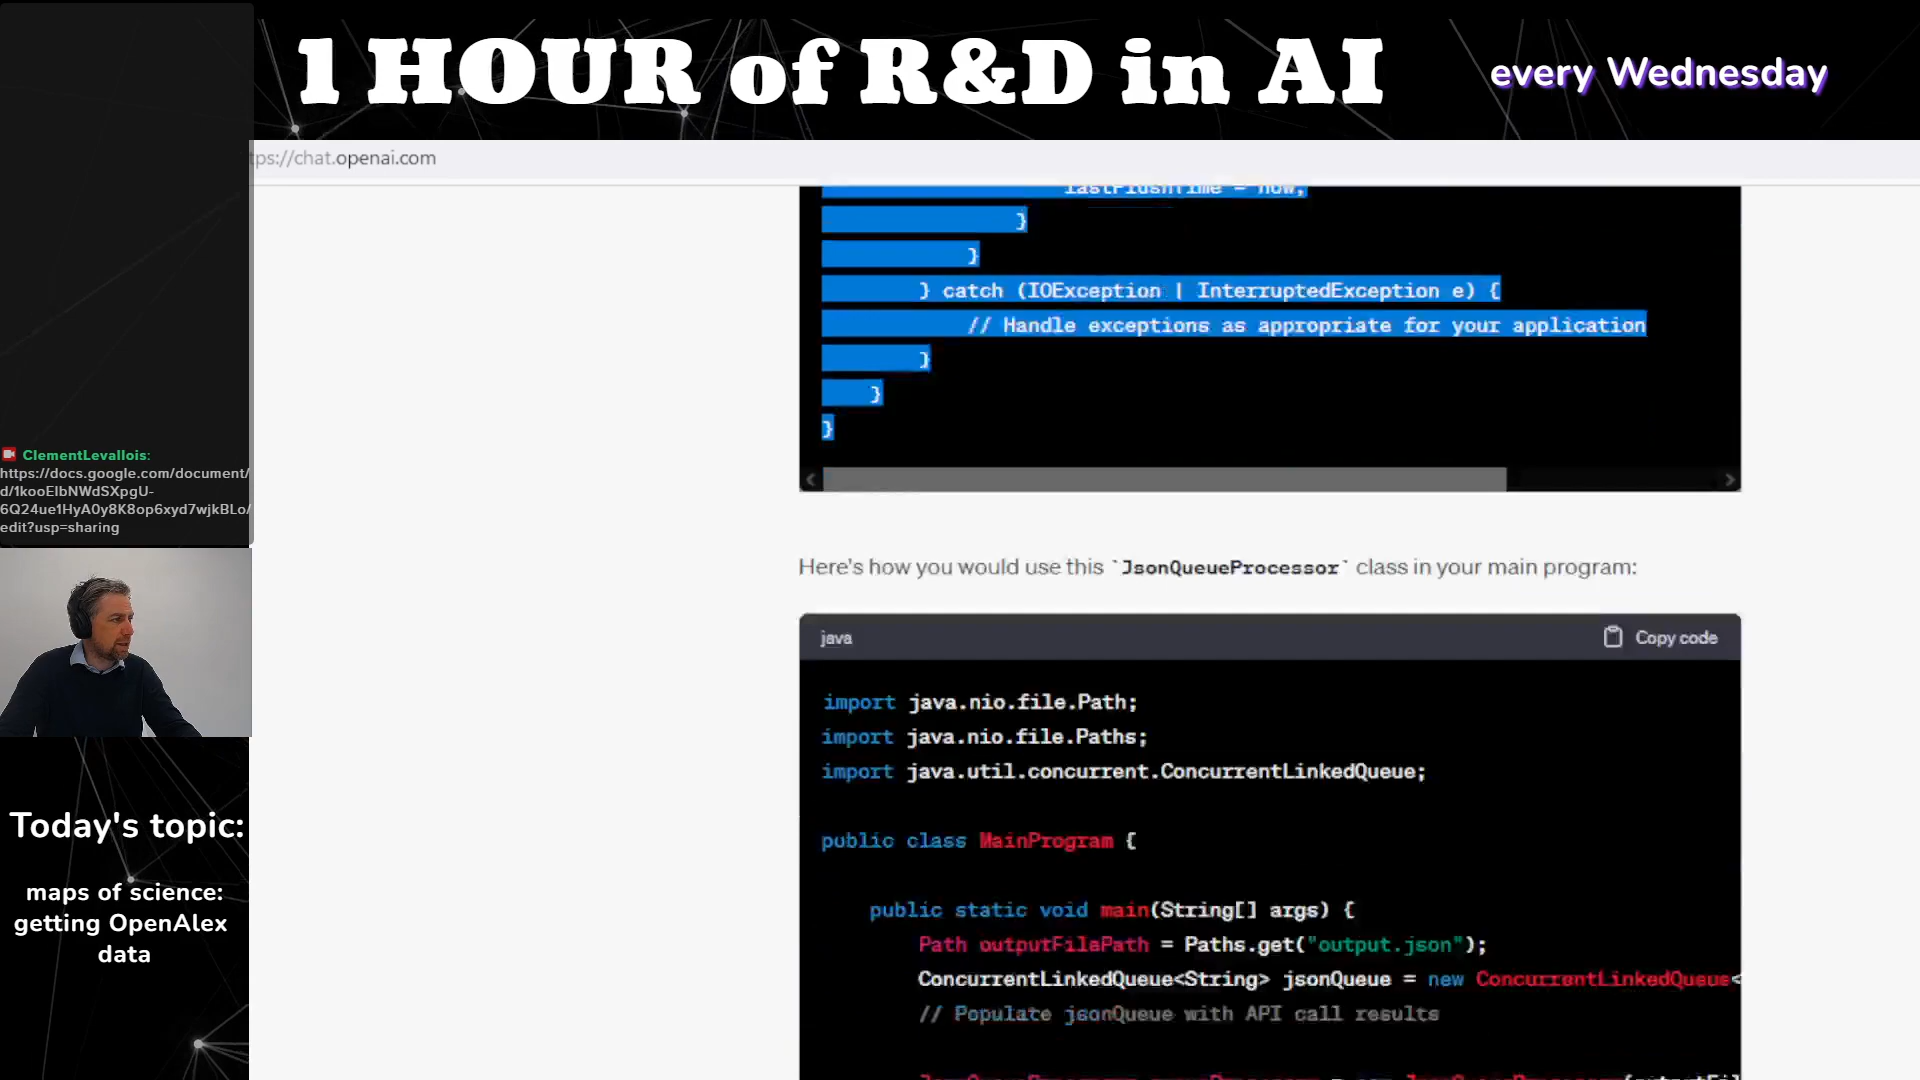 1 HOUR of R&D in AI
every Wednesday
tps://chat.openai.com
lastFlushTime = now;
}
}
} catch (IOException | InterruptedException e) {
// Handle exceptions as appropriate for your application
}
}
}
ClementLevallois:
https://docs.google.com/document/
d/1kooEIbNWdSXpgU-
6Q24ue1HyA0y8K8op6xyd7wjkBLo/
edit?usp=sharing
Here's how you would use this `JsonQueueProcessor` class in your main program:
java
Copy code
import java.nio.file.Path;
import java.nio.file.Paths;
import java.util.concurrent.ConcurrentLinkedQueue;
public class MainProgram {
public static void main(String[] args) {
Path outputFilePath = Paths.get("output.json");
ConcurrentLinkedQueue<String> jsonQueue = new ConcurrentLinkedQueue<
// Populate jsonQueue with API call results
Today's topic:
maps of science:
getting OpenAlex
data